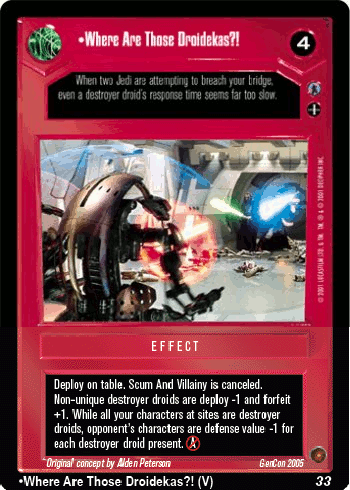 •Where Are Those Droidekas?!
4
When two Jedi are attempting to breach your bridge,
even a destroyer droid's response time seems far too slow.
EFFECT
Deploy on table. Scum And Villainy is canceled.
Non-unique destroyer droids are deploy -1 and forfeit
+1. While all your characters at sites are destroyer
droids, opponent's characters are defense value -1 for
each destroyer droid present. A
Original concept by Alden Peterson
GenCon 2005
•Where Are Those Droidekas?! (V)
33